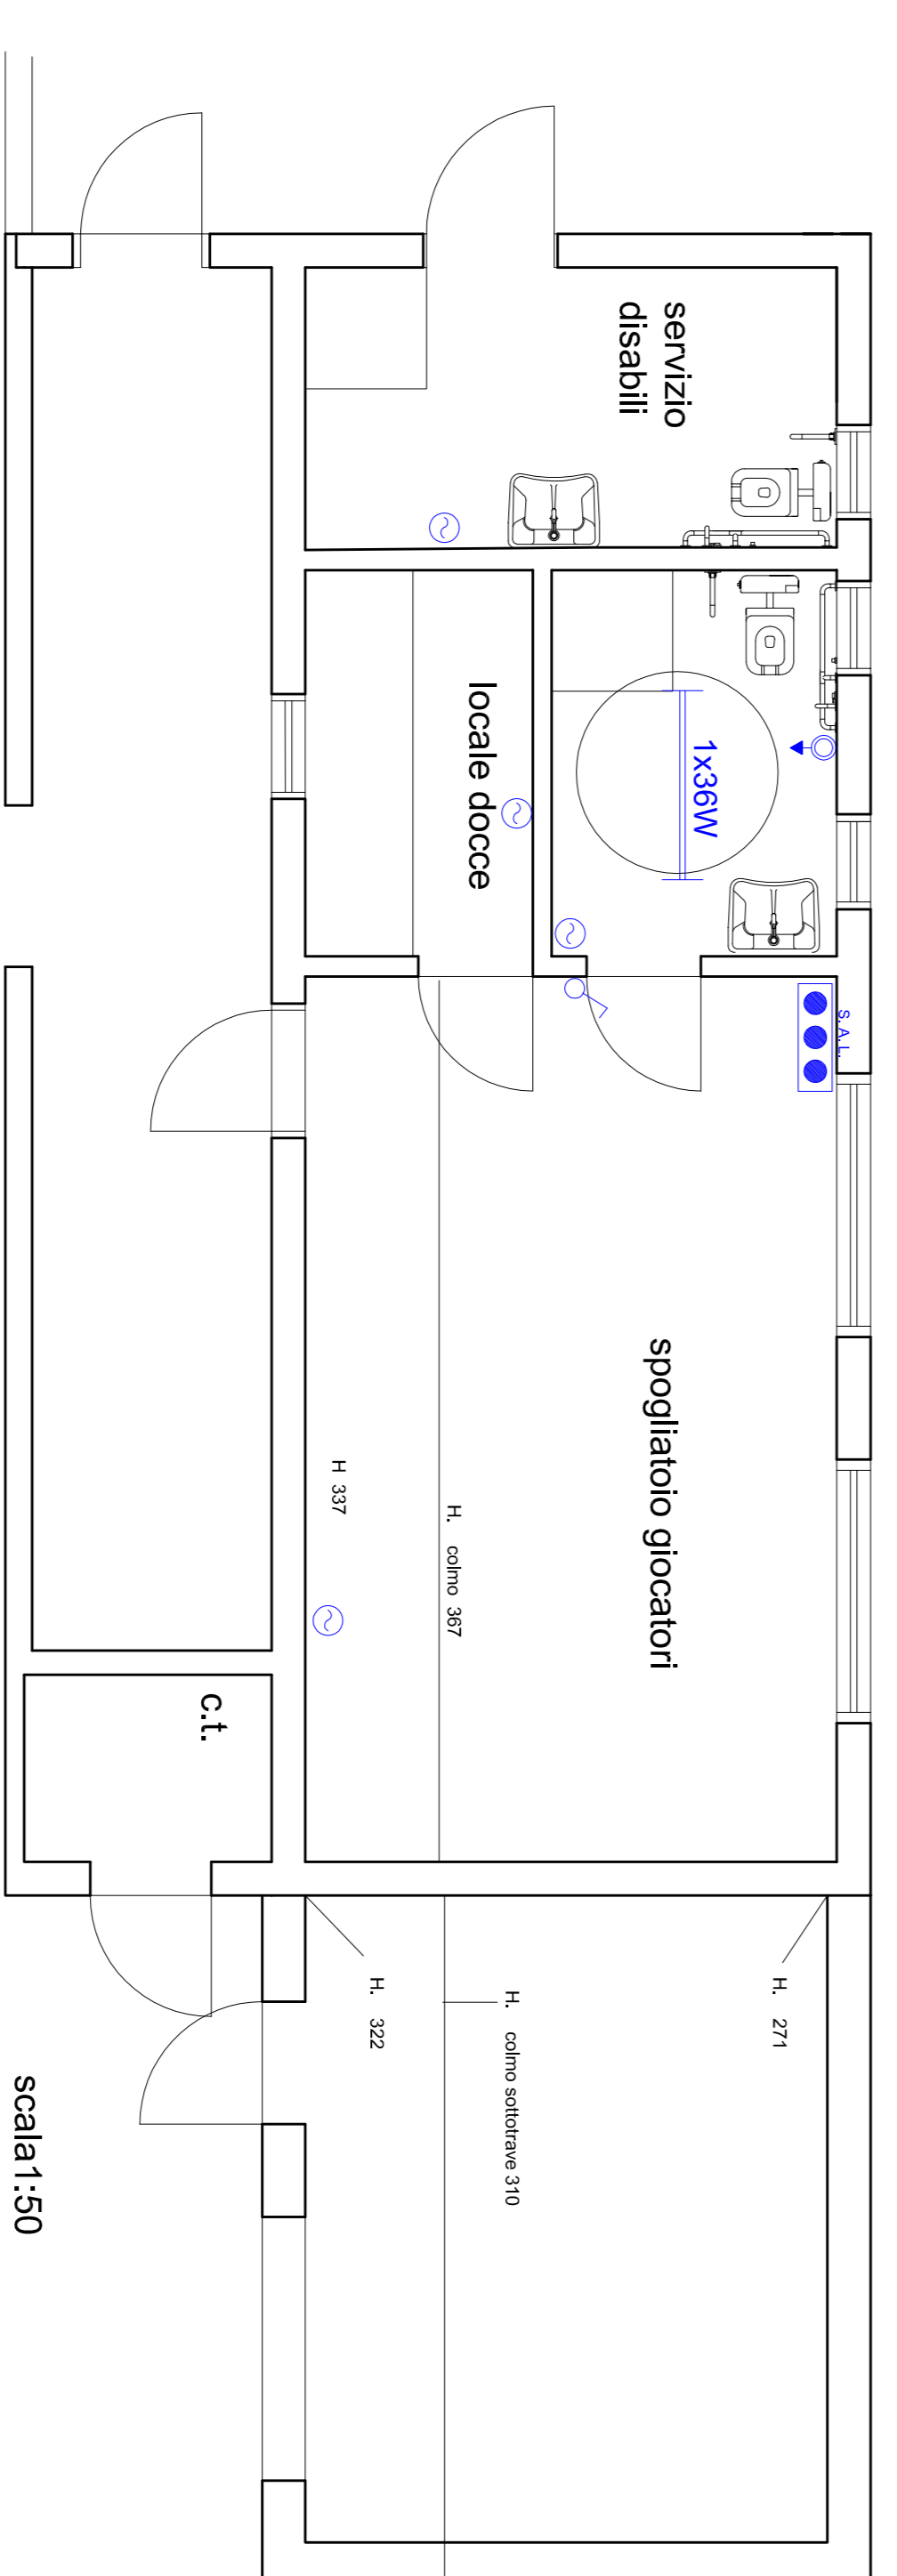 servizio
disabili
locale docce
1x36W
S.A.L.
spogliatoio giocatori
H 337
H. colmo 367
c.t.
H. 271
H. colmo sottotrave 310
H. 322
scala1:50